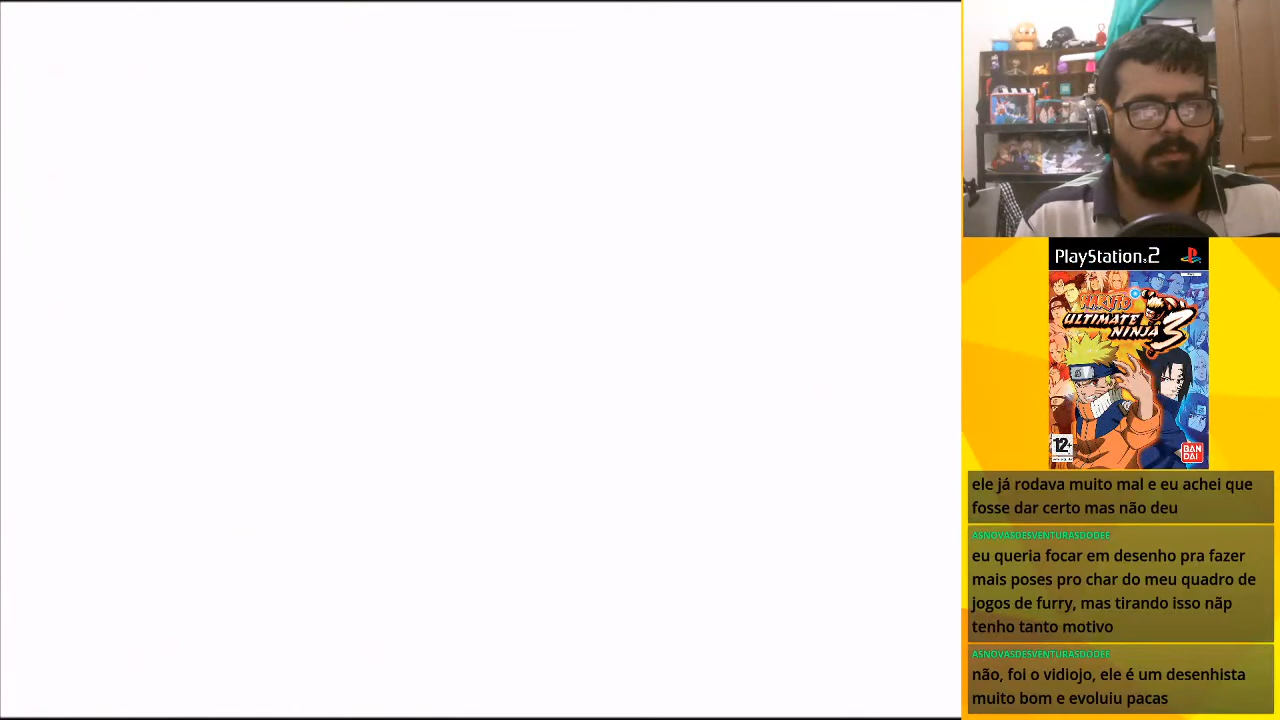 PlayStation.2
NARUTO
ULTIMATE
NINJA 3
12+
BAN
DAI
ele já rodava muito mal e eu achei que
fosse dar certo mas não deu
ASNOVASDESVENTURASDODEE
eu queria focar em desenho pra fazer
mais poses pro char do meu quadro de
jogos de furry, mas tirando isso nãp
tenho tanto motivo
ASNOVASDESVENTURASDODEE
não, foi o vidiojo, ele é um desenhista
muito bom e evoluiu pacas